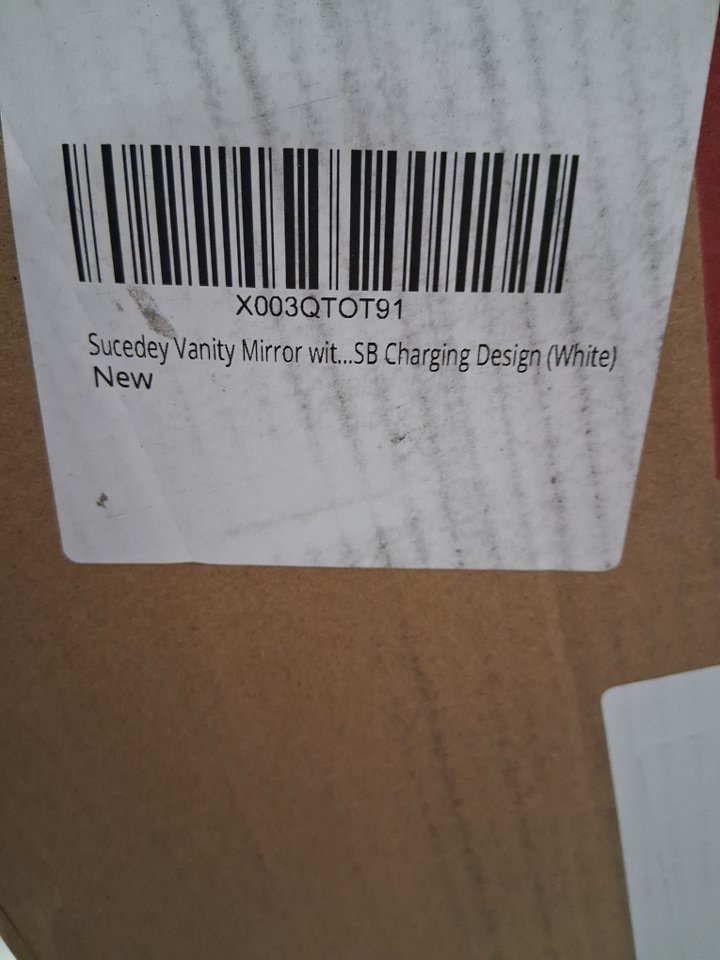 X003QTOT91
Sucedey Vanity Mirror wit...SB Charging Design (White)
New